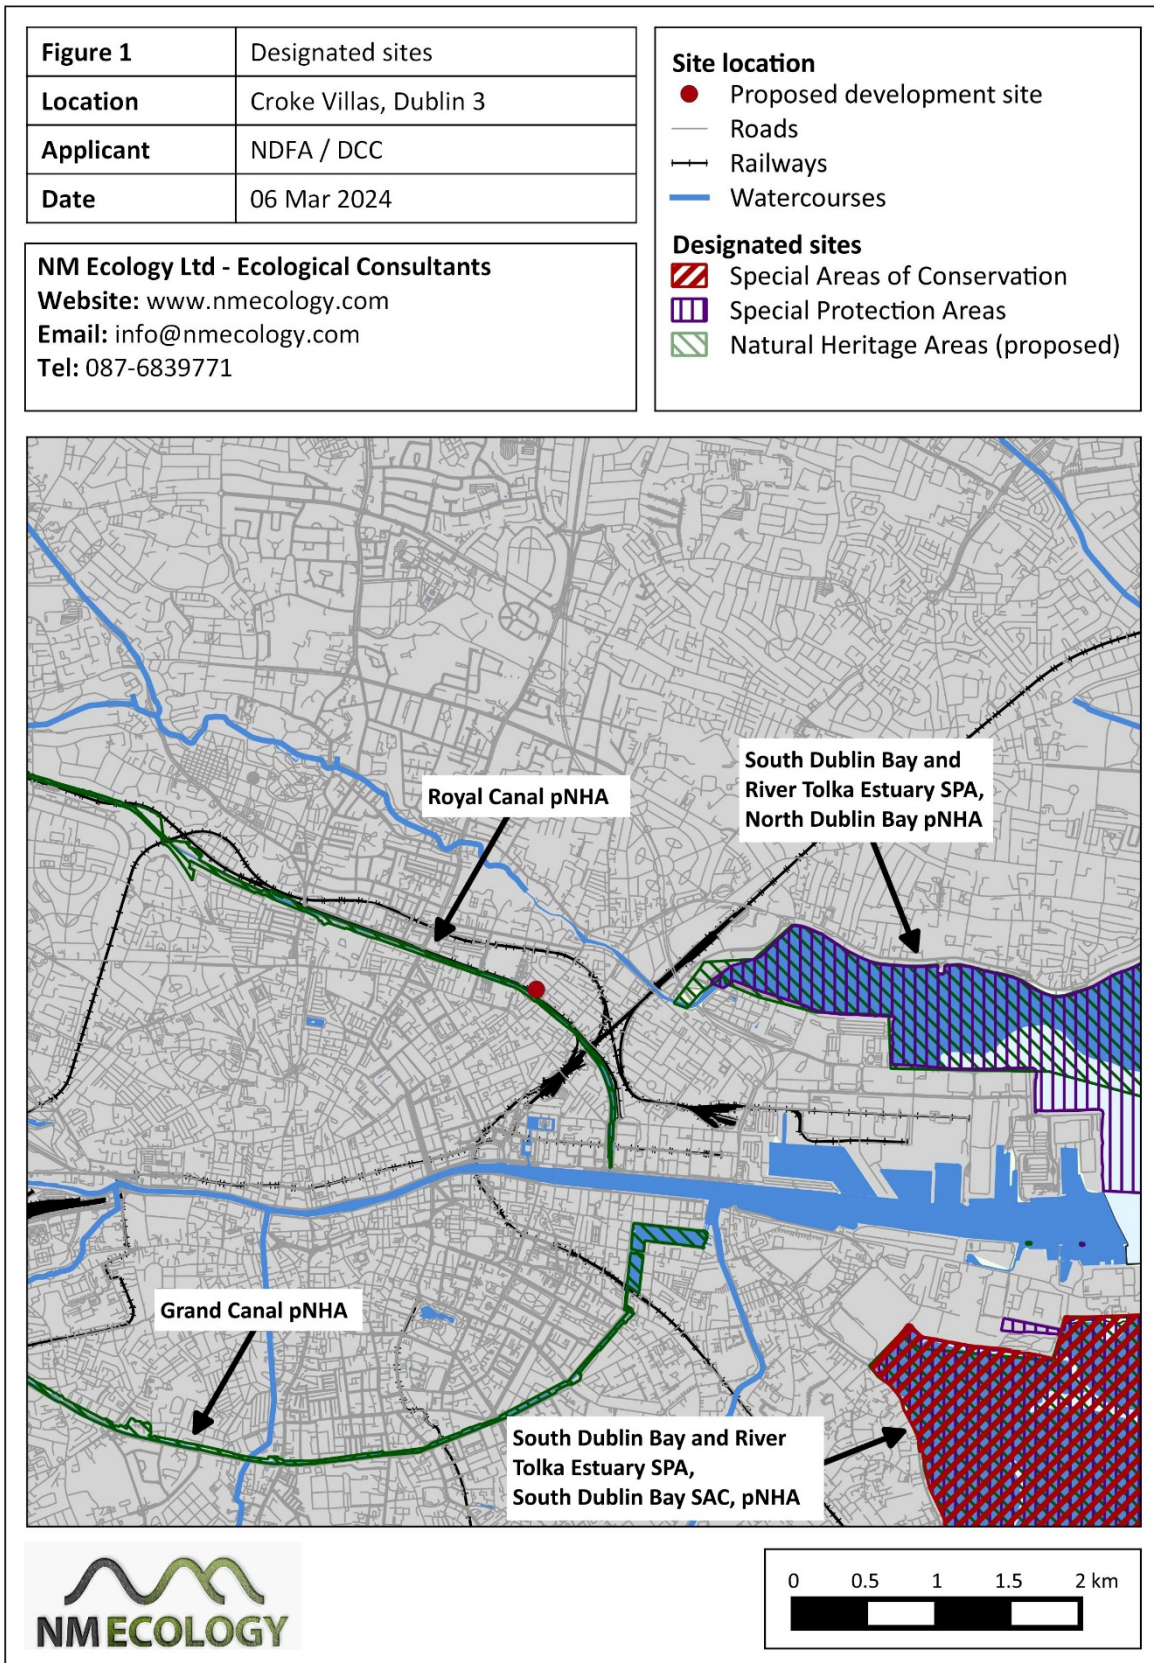 Figure 1 Designated sites
Location Croke Villas, Dublin 3
Applicant NDFA / DCC
Date 06 Mar 2024
NM Ecology Ltd - Ecological Consultants
Website: www.nmecology.com
Email: info@nmecology.com
Tel: 087-6839771
Site location
Proposed development site
Roads
Railways
Watercourses
Designated sites
Special Areas of Conservation
Special Protection Areas
Natural Heritage Areas (proposed)
South Dublin Bay and
River Tolka Estuary SPA,
North Dublin Bay pNHA
Royal Canal pNHA
Grand Canal pNHA
South Dublin Bay and River
Tolka Estuary SPA,
South Dublin Bay SAC, pNHA
NMECOLOGY
0 0.5 1 1.5 2 km